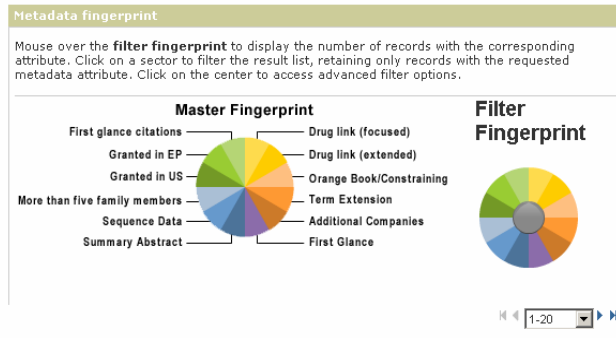 Metadata fingerprint
Mouse over the filter fingerprint to display the number of records with the corresponding
attribute. Click on a sector to filter the result list, retaining only records with the requested
metadata attribute. Click on the center to access advanced filter options.
Master Fingerprint
First glance citations
Granted in EP
Granted in US
More than five family members
Sequence Data
Summary Abstract
Drug link (focused)
Drug link (extended)
Orange Book/Constraining
Term Extension
Additional Companies
First Glance
Filter
Fingerprint
1-20